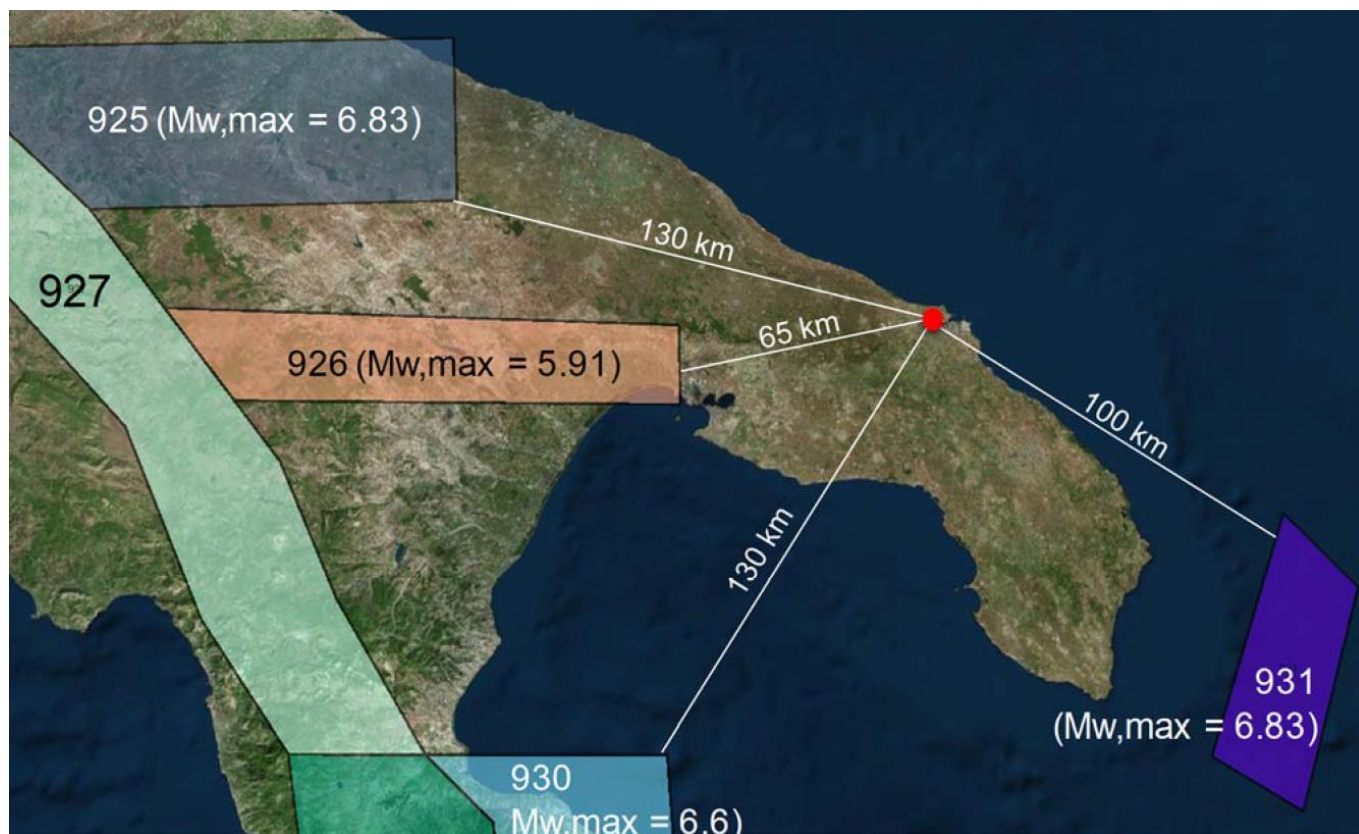 925 (Mw,max = 6.83)
130 km
927
65 km
926 (Mw,max = 5.91)
100 km
130 km
931
(Mw,max = 6.83)
930
Mw,max = 6.6)